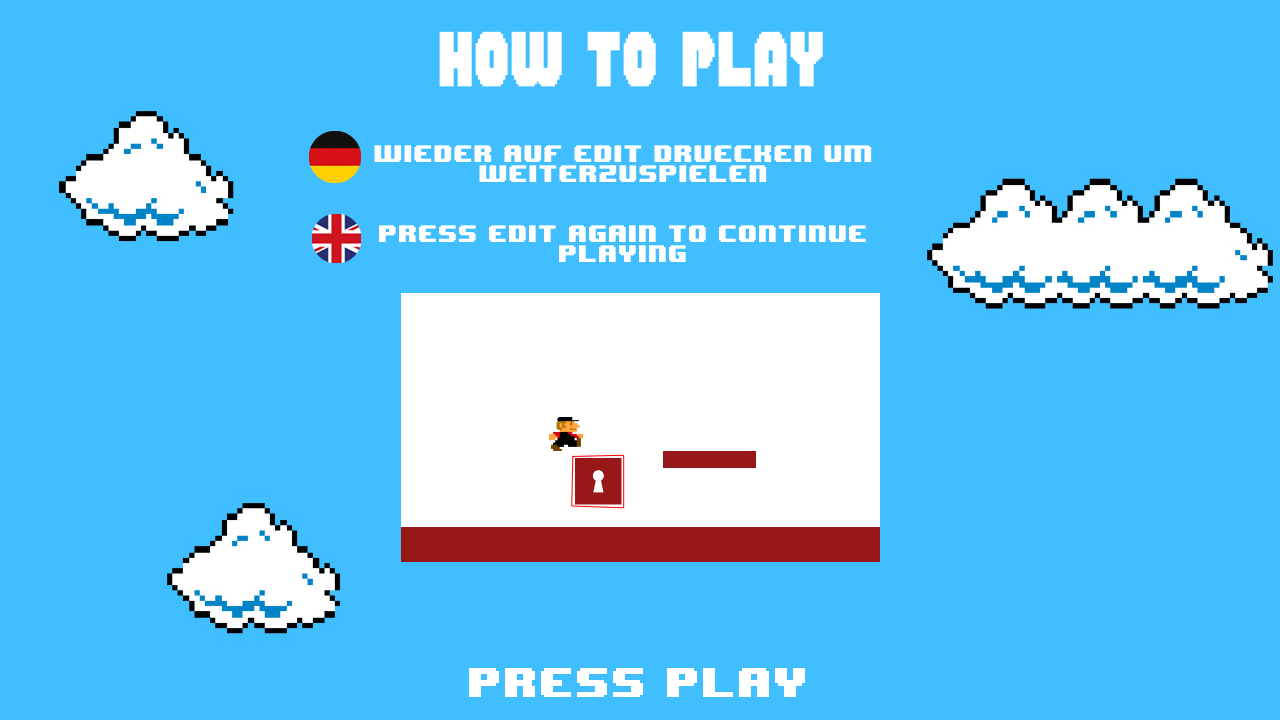 HOW TO PLAY
WIEDER AUF EDIT DRUECKEN UM
WEITERZUSPIELEN
PRESS EDIT AGAIN TO CONTINUE
PLAYING
PRESS PLAY